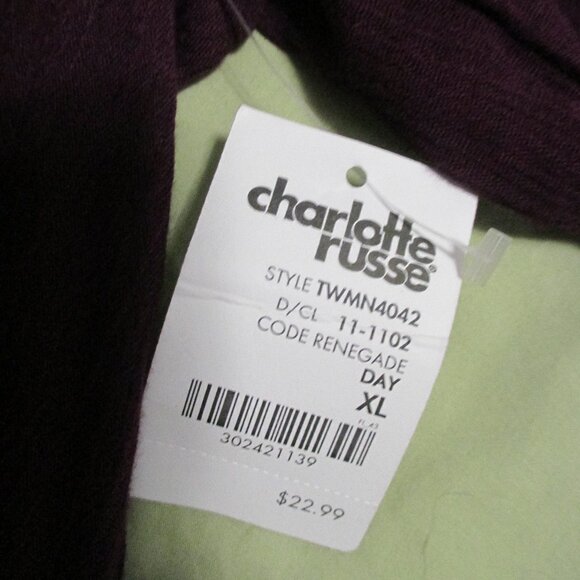 charlotte
russe
STYLE TWMN4042
D/CL 11-1102
CODE RENEGADE
DAY
XL
302421139
$22.99